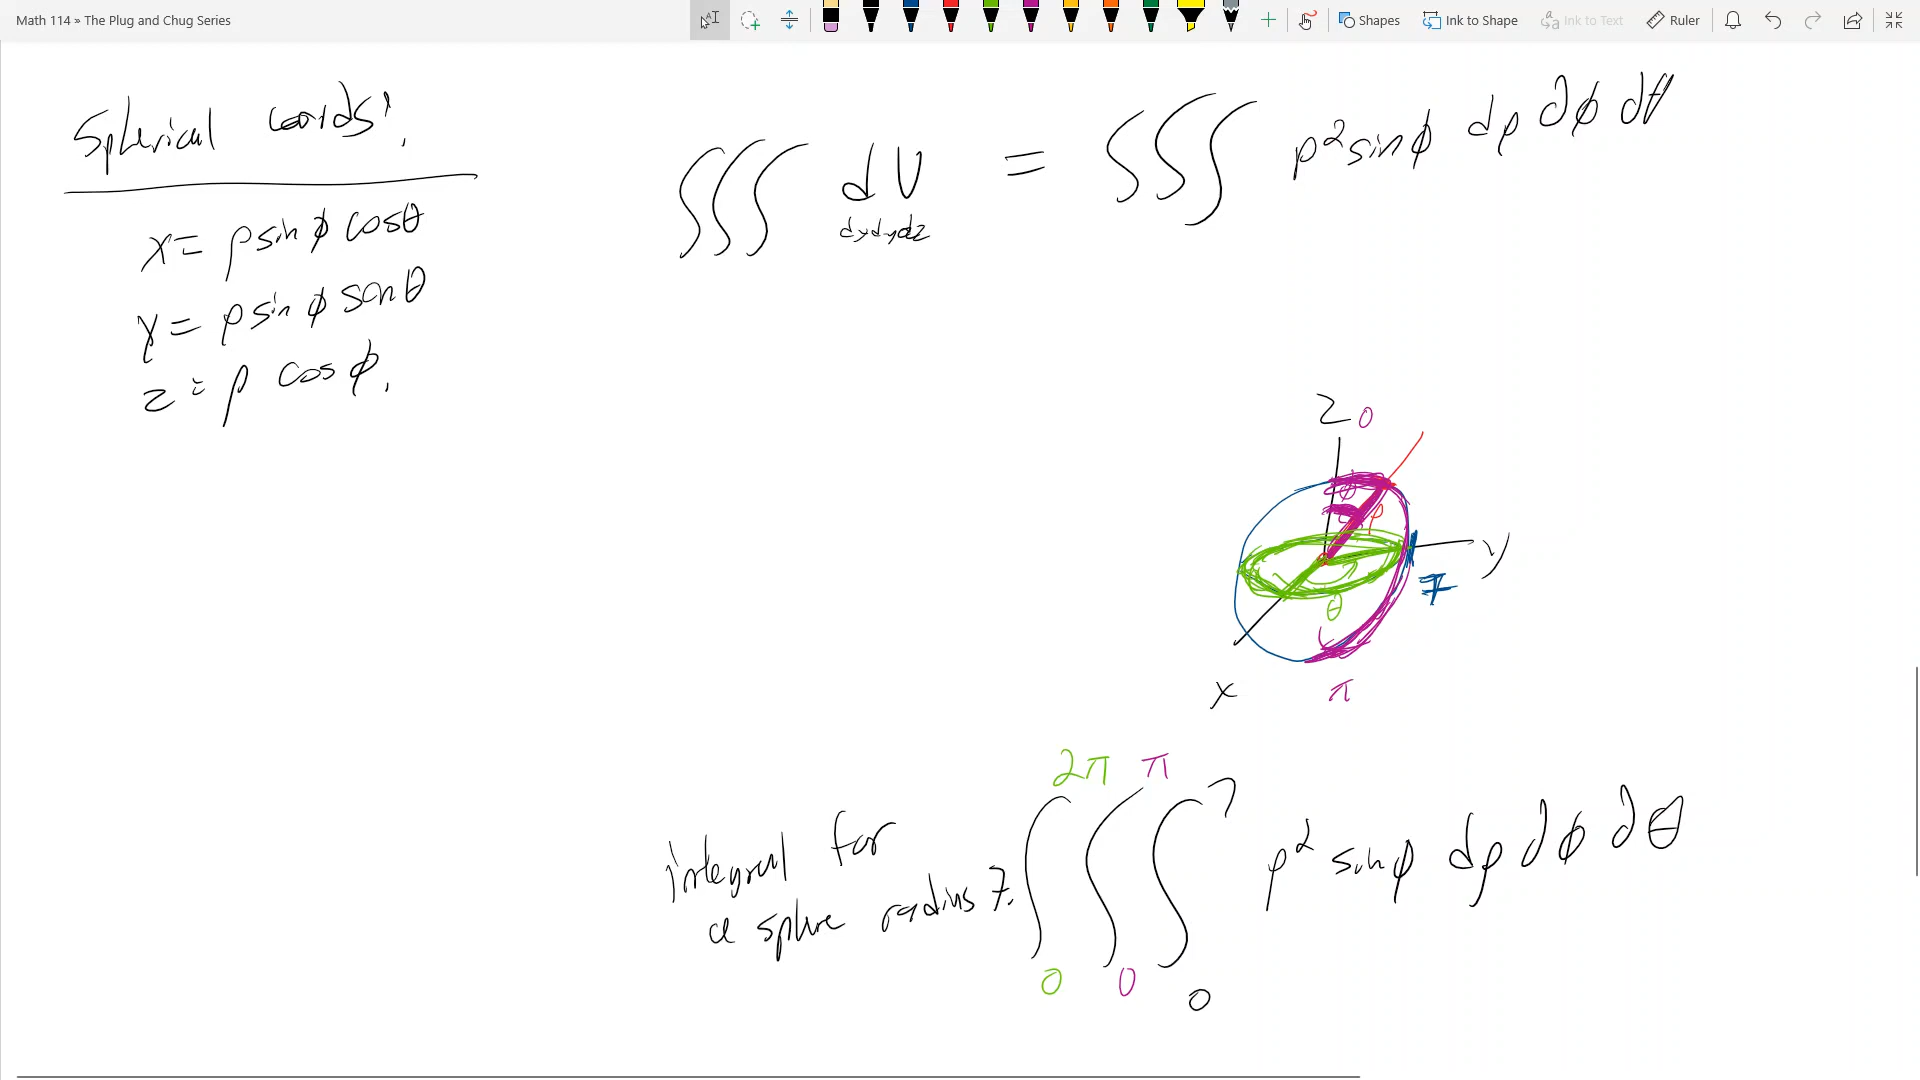 Math 114 » The Plug and Chug Series
Shapes
Ink to Shape
Ink to Text
Ruler
Spherical coords:
x = ρ sin ϕ cos θ
y = ρ sin ϕ sin θ
z = ρ cos ϕ.
∫∫∫ dV = ∫∫∫ ρ² sin ϕ dρ dϕ dθ
z 0
ϕ
ρ
y
7
θ
x
π
integral for
a sphere radius 7.
∫₀^{2π} ∫₀^{π} ∫₀^{7} ρ² sin ϕ dρ dϕ dθ